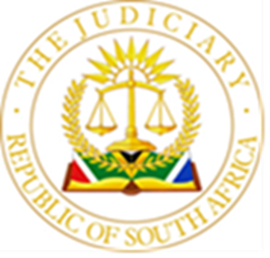 · THE JUDICIARY ·
REPUBLIC OF SOUTH AFRICA